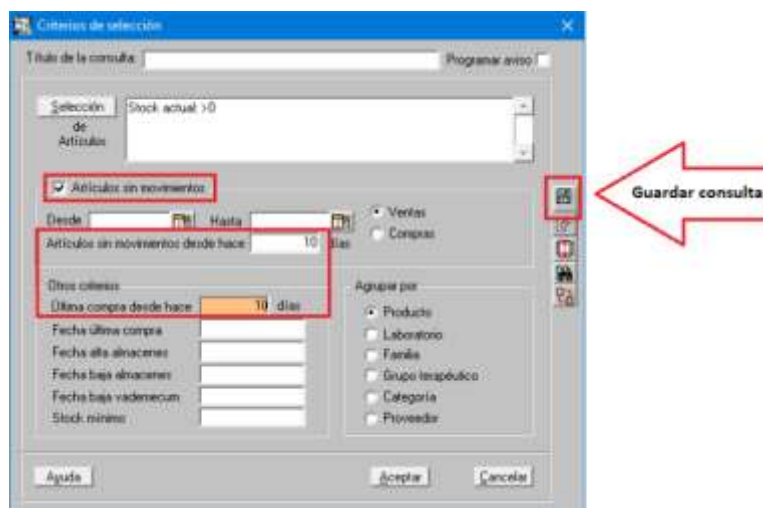 Criterios de selección
Título de la consulta: Programar aviso
Selección de Artículos
Stock actual >0
Artículos sin movimientos
Desde Hasta
Ventas
Compras
Artículos sin movimientos desde hace 10 días
Otros criterios
Última compra desde hace 10 días
Fecha última compra
Fecha alta almacenes
Fecha baja almacenes
Fecha baja vademecum
Stock mínimo
Agrupar por
Producto
Laboratorio
Familia
Grupo terapéutico
Categoría
Proveedor
Ayuda Aceptar Cancelar
Guardar consulta